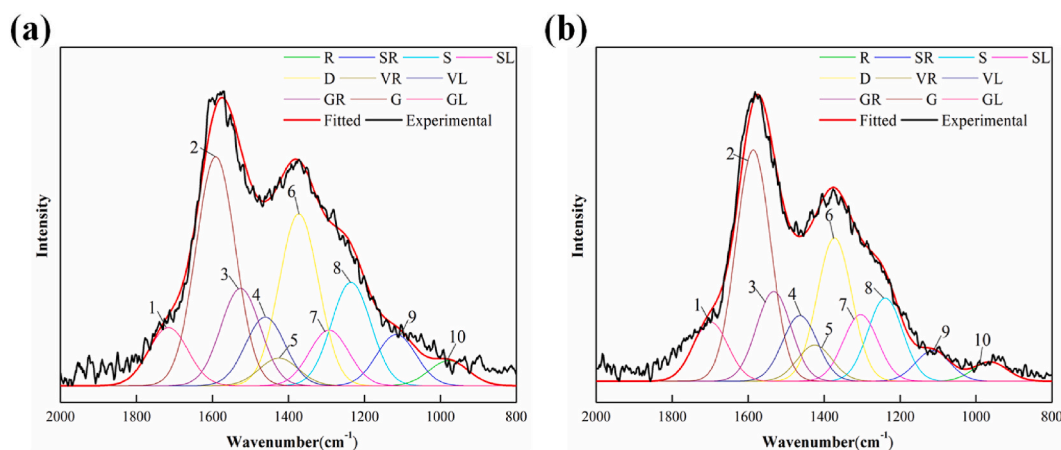 (a)
R SR S SL
D VR VL
GR G GL
Fitted Experimental
1
2
3
4
5
6
7
8
9
10
Intensity
2000 1800 1600 1400 1200 1000 800
Wavenumber(cm-1)
(b)
R SR S SL
D VR VL
GR G GL
Fitted Experimental
1
2
3
4
5
6
7
8
9
10
Intensity
2000 1800 1600 1400 1200 1000 800
Wavenumber(cm-1)